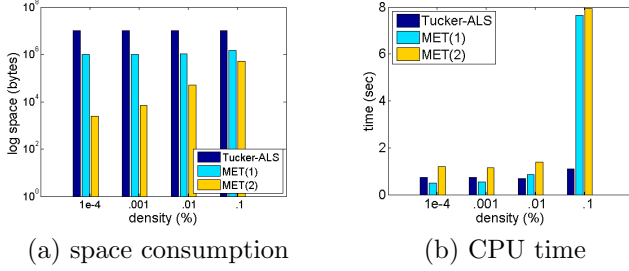 10^8
10^6
10^4
10^2
10^0
log space (bytes)
Tucker-ALS
MET(1)
MET(2)
1e-4 .001 .01 .1
density (%)
(a) space consumption
8
6
4
2
0
time (sec)
Tucker-ALS
MET(1)
MET(2)
1e-4 .001 .01 .1
density (%)
(b) CPU time